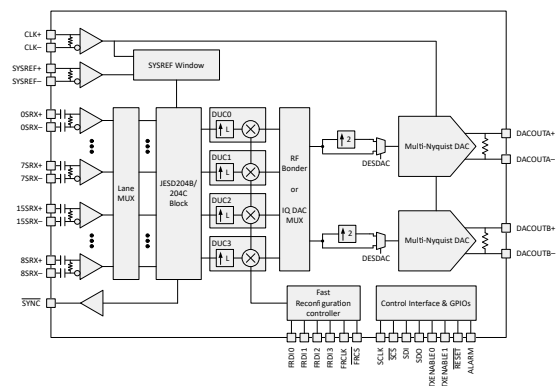 CLK+
CLK−
SYSREF+
SYSREF−
SYSREF Window
0SRX+
0SRX−
7SRX+
7SRX−
15SRX+
15SRX−
8SRX+
8SRX−
SYNC
Lane
MUX
JESD204B/
204C
Block
DUC0
L
DUC1
L
DUC2
L
DUC3
L
RF
Bonder
or
IQ DAC
MUX
2
DESDAC
2
DESDAC
Multi-Nyquist DAC
Multi-Nyquist DAC
DACOUTA+
DACOUTA−
DACOUTB+
DACOUTB−
Fast
Reconfiguration
controller
Control Interface & GPIOs
FRDI0
FRDI1
FRDI2
FRDI3
FRCLK
FRCS
SCLK
SCS
SDI
SDO
TXENABLE0
TXENABLE1
RESET
ALARM